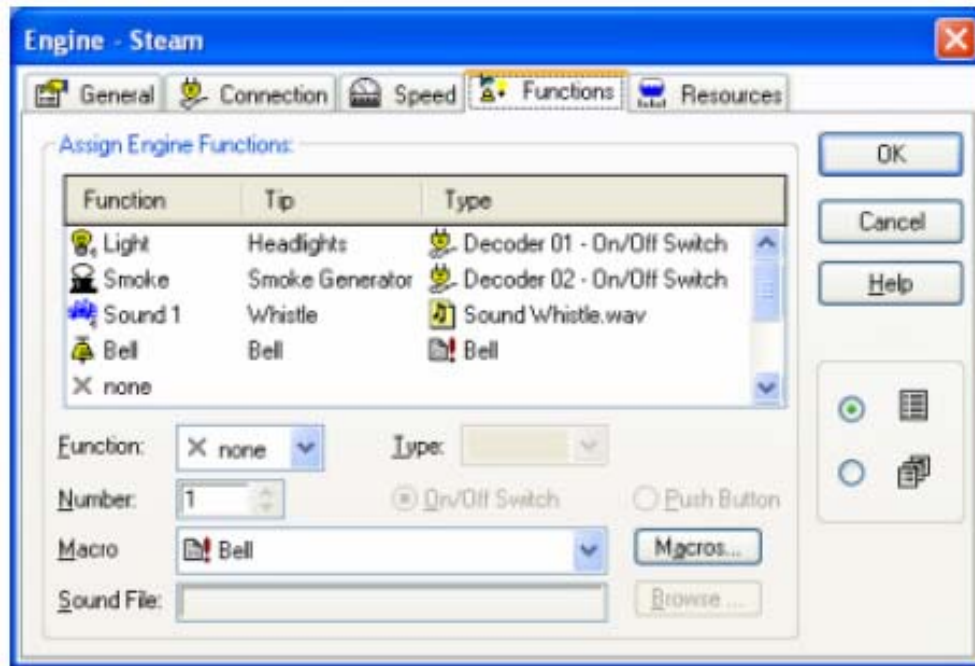 Engine - Steam
General Connection Speed Functions Resources
Assign Engine Functions:
Function Tip Type
Light Headlights Decoder 01 - On/Off Switch
Smoke Smoke Generator Decoder 02 - On/Off Switch
Sound 1 Whistle Sound Whistle.wav
Bell Bell Bell
none
Function: none Type:
Number: 1 On/Off Switch Push Button
Macro Bell Macros...
Sound File: Browse ...
OK
Cancel
Help